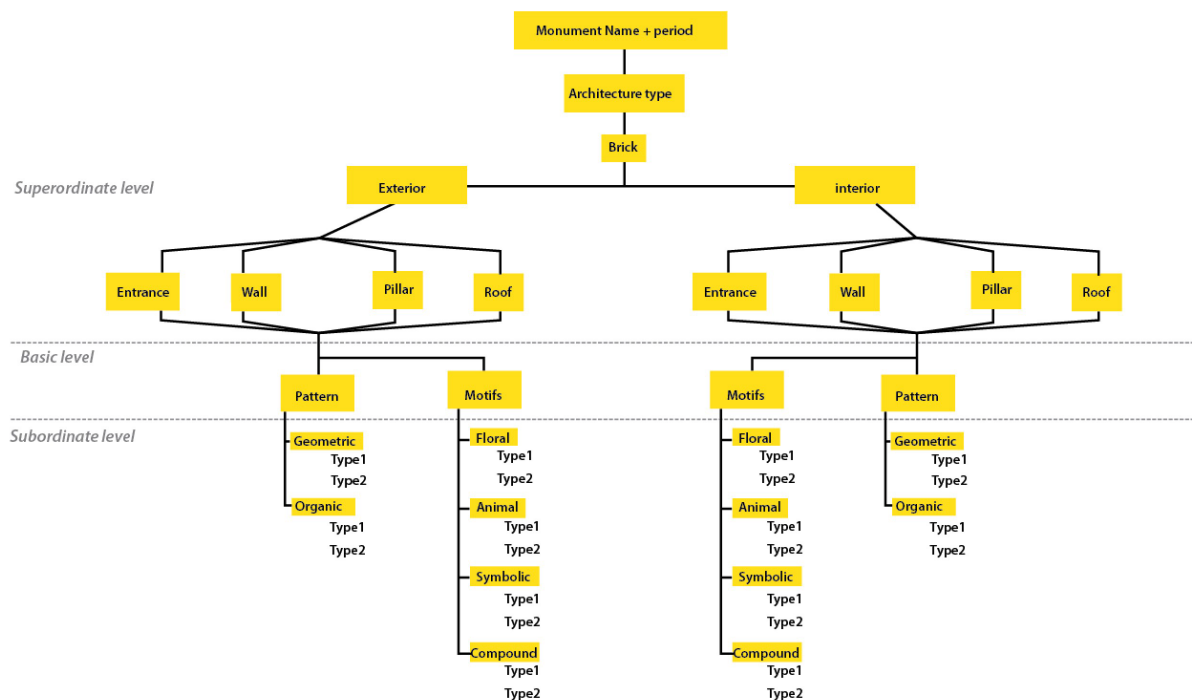 Monument Name + period
Architecture type
Brick
Superordinate level
Exterior
interior
Entrance
Wall
Pillar
Roof
Entrance
Wall
Pillar
Roof
Basic level
Pattern
Motifs
Motifs
Pattern
Subordinate level
Geometric
Type1
Type2
Organic
Type1
Type2
Floral
Type1
Type2
Animal
Type1
Type2
Symbolic
Type1
Type2
Compound
Type1
Type2
Floral
Type1
Type2
Animal
Type1
Type2
Symbolic
Type1
Type2
Compound
Type1
Type2
Geometric
Type1
Type2
Organic
Type1
Type2